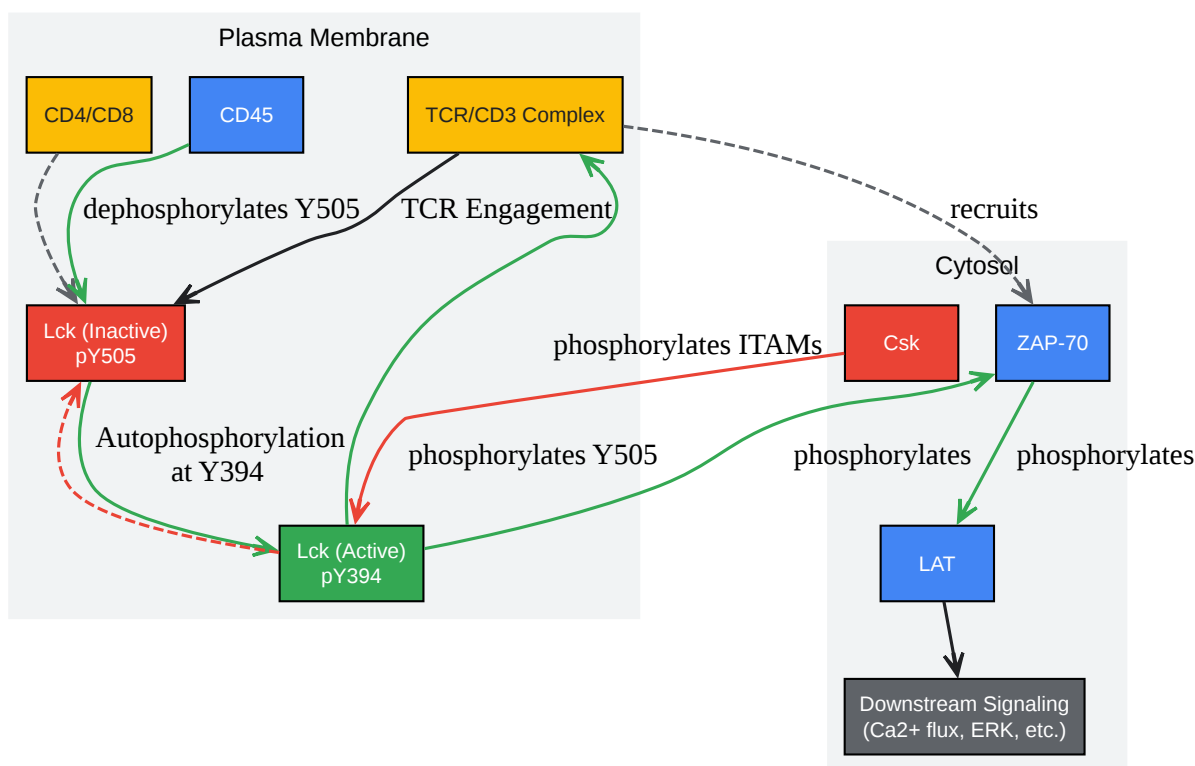 Plasma Membrane
CD4/CD8
CD45
TCR/CD3 Complex
dephosphorylates Y505
TCR Engagement
recruits
Cytosol
Lck (Inactive)
pY505
phosphorylates ITAMs
Csk
ZAP-70
Autophosphorylation
at Y394
phosphorylates Y505
phosphorylates
phosphorylates
Lck (Active)
pY394
LAT
Downstream Signaling
(Ca2+ flux, ERK, etc.)